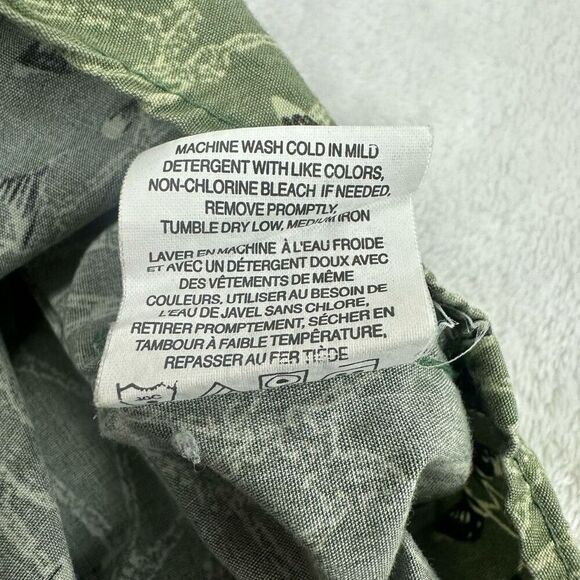 MACHINE WASH COLD IN MILD
DETERGENT WITH LIKE COLORS,
NON-CHLORINE BLEACH IF NEEDED,
REMOVE PROMPTLY,
TUMBLE DRY LOW, MEDIUM IRON
LAVER EN MACHINE À L'EAU FROIDE
ET AVEC UN DÉTERGENT DOUX AVEC
DES VÊTEMENTS DE MÊME
COULEURS, UTILISER AU BESOIN DE
L'EAU DE JAVEL SANS CHLORE,
RETIRER PROMPTEMENT, SÉCHER EN
TAMBOUR À FAIBLE TEMPÉRATURE,
REPASSER AU FER TIÈDE
30C